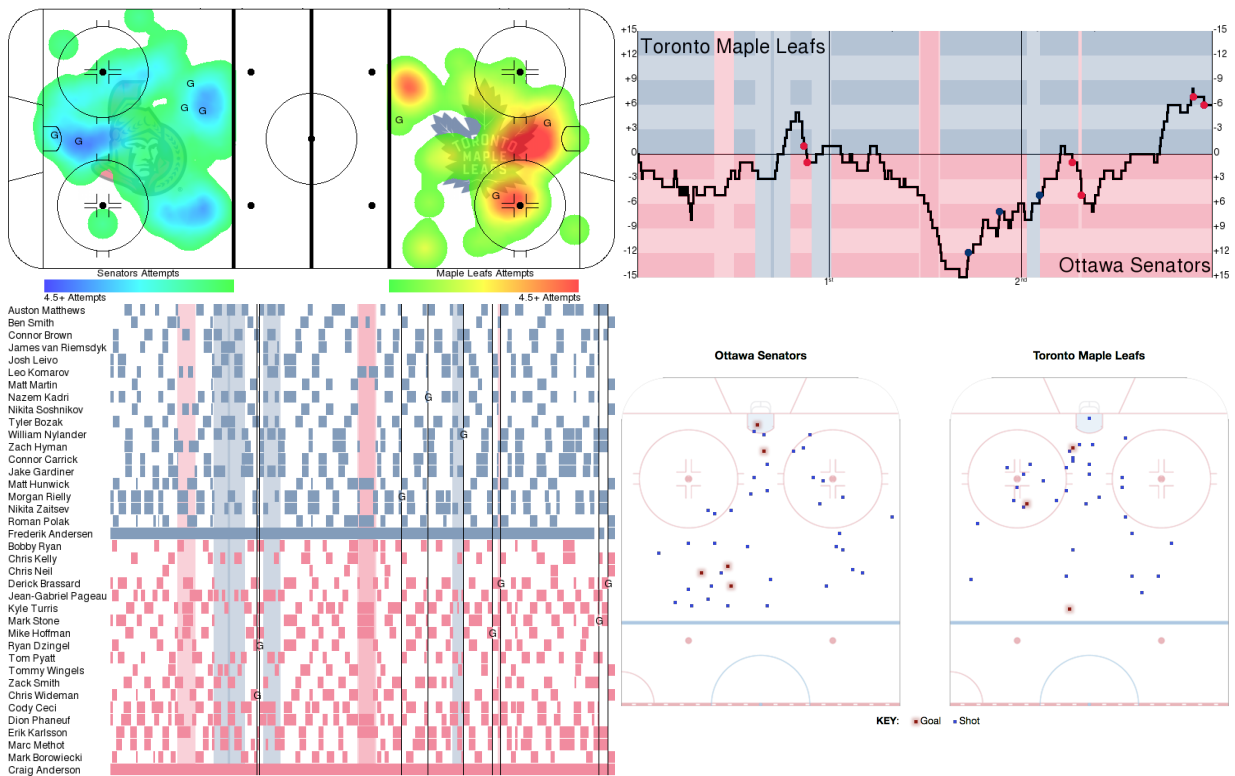 G
G
G
G
G
G
G
G
TORONTO
MAPLE
LEAFS
Senators Attempts
Maple Leafs Attempts
4.5+ Attempts
4.5+ Attempts
Toronto Maple Leafs
Ottawa Senators
+15 -15
+12 -12
+9 -9
+6 -6
+3 -3
0 0
-3 +3
-6 +6
-9 +9
-12 +12
-15 +15
1st 2nd
Auston Matthews
Ben Smith
Connor Brown
James van Riemsdyk
Josh Leivo
Leo Komarov
Matt Martin
Nazem Kadri G
Nikita Soshnikov
Tyler Bozak
William Nylander G
Zach Hyman
Connor Carrick
Jake Gardiner
Matt Hunwick
Morgan Rielly G
Nikita Zaitsev
Roman Polak
Frederik Andersen
Bobby Ryan
Chris Kelly
Chris Neil
Derick Brassard G G
Jean-Gabriel Pageau
Kyle Turris
Mark Stone G
Mike Hoffman G
Ryan Dzingel G
Tom Pyatt
Tommy Wingels
Zack Smith
Chris Wideman G
Cody Ceci
Dion Phaneuf
Erik Karlsson
Marc Methot
Mark Borowiecki
Craig Anderson
Ottawa Senators
Toronto Maple Leafs
KEY: Goal Shot